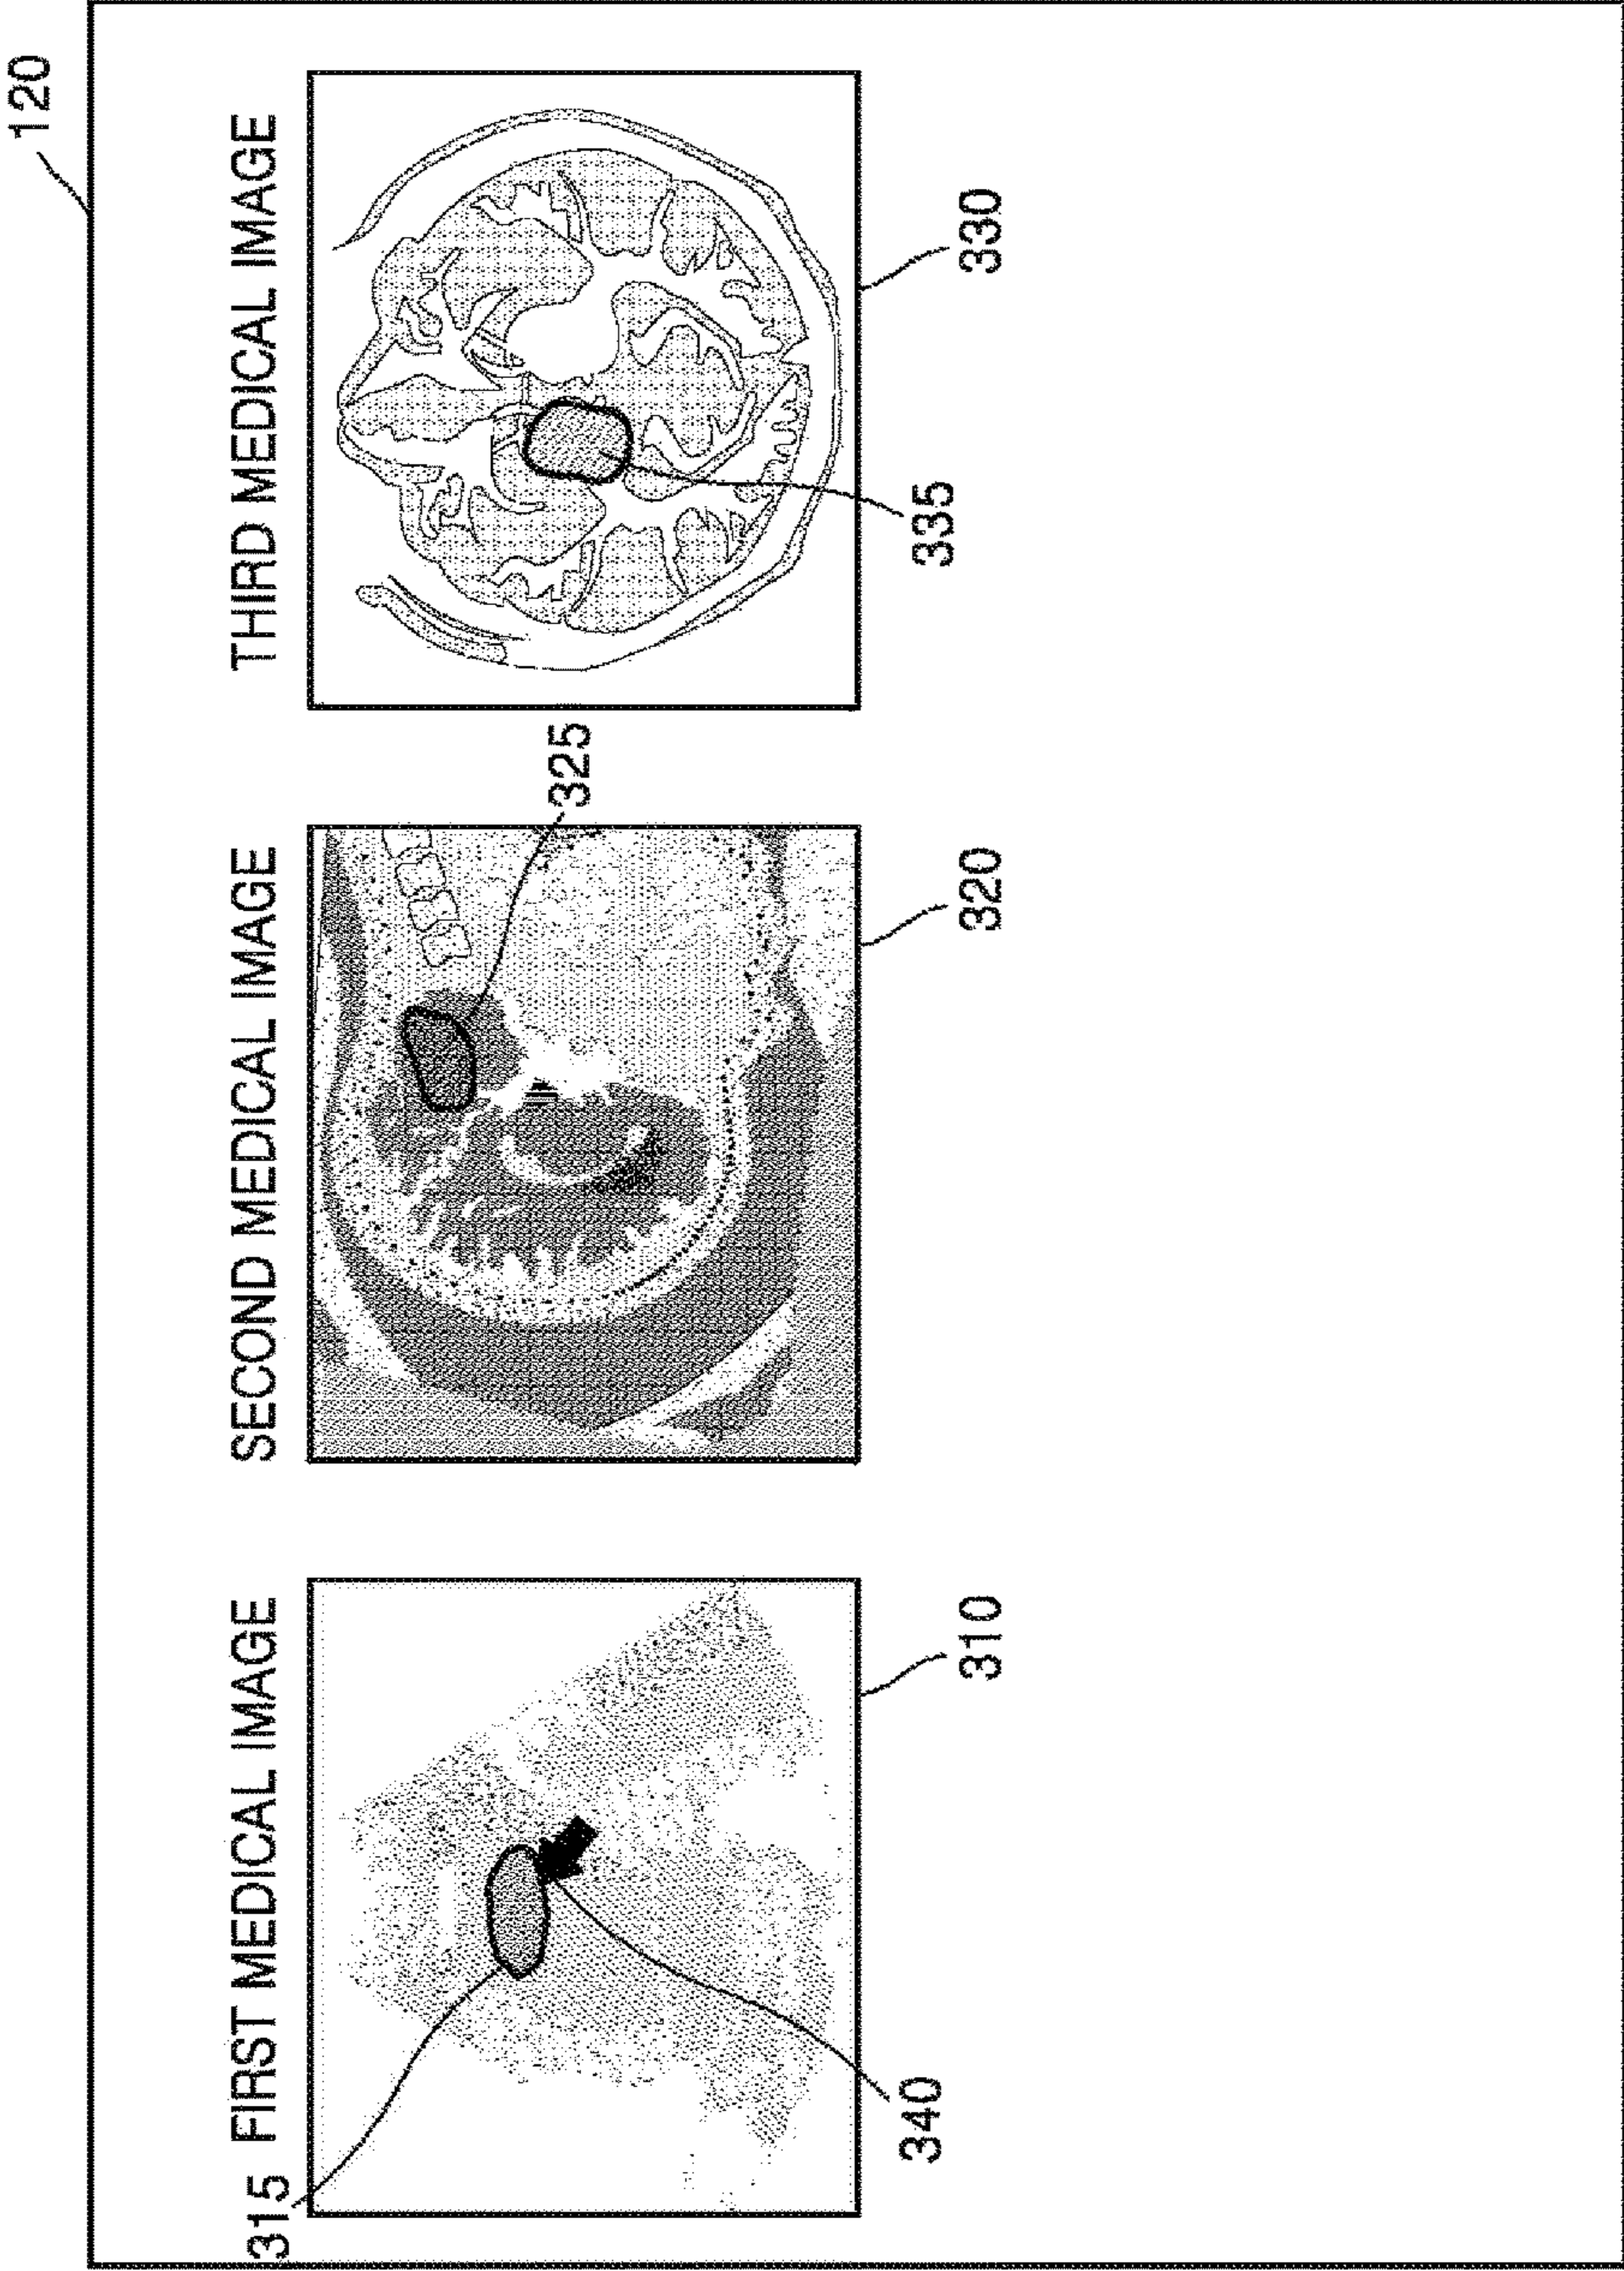 120
FIRST MEDICAL IMAGE
SECOND MEDICAL IMAGE
THIRD MEDICAL IMAGE
315
325
340
335
310
320
330